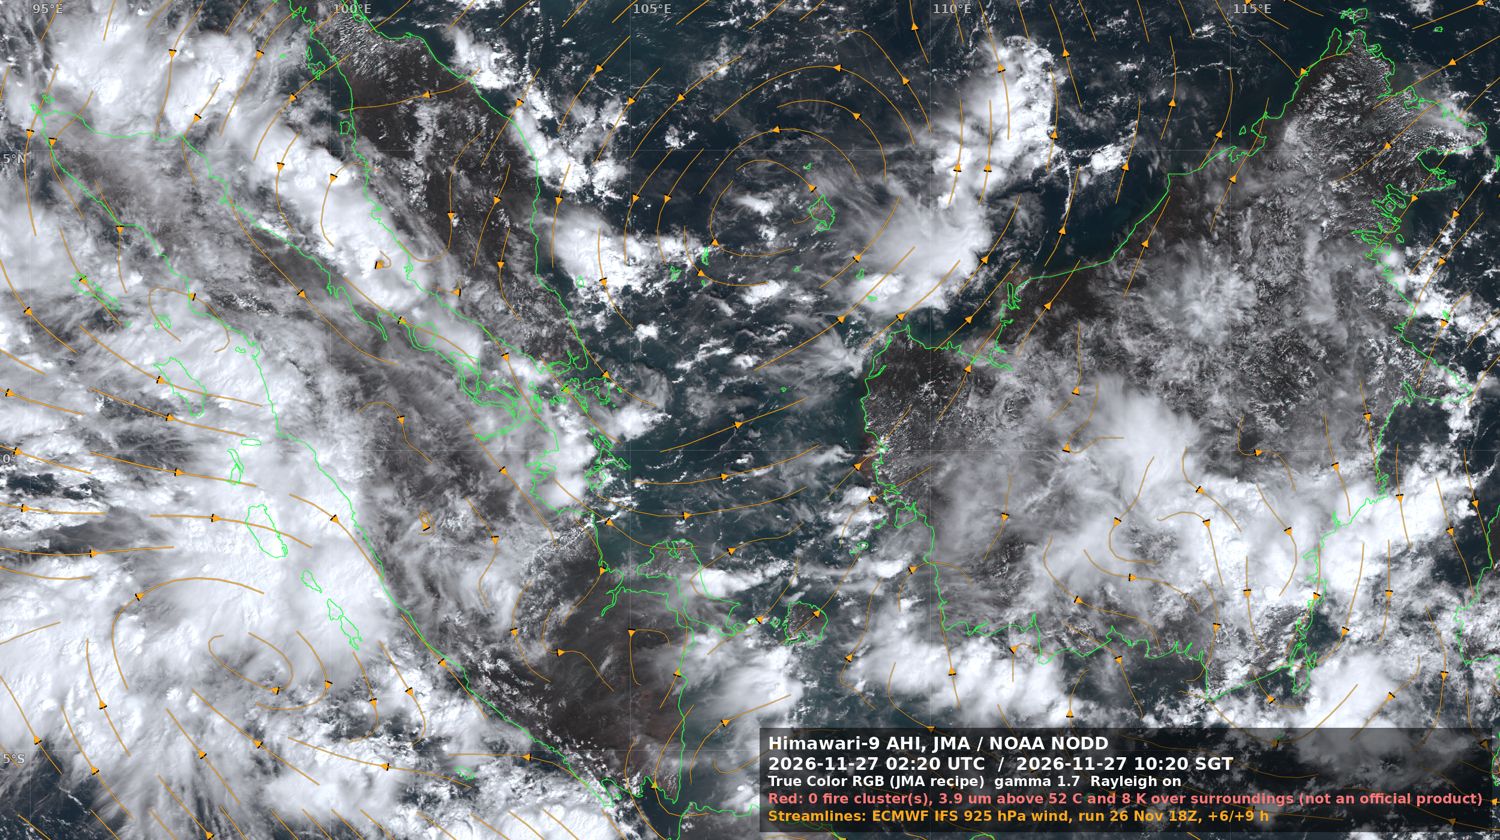 95°E 100°E 105°E 110°E 115°E
5°N
0°
5°S
Himawari-9 AHI, JMA / NOAA NODD
2026-11-27 02:20 UTC / 2026-11-27 10:20 SGT
True Color RGB (JMA recipe) gamma 1.7 Rayleigh on
Red: 0 fire cluster(s), 3.9 um above 52 C and 8 K over surroundings (not an official product)
Streamlines: ECMWF IFS 925 hPa wind, run 26 Nov 18Z, +6/+9 h